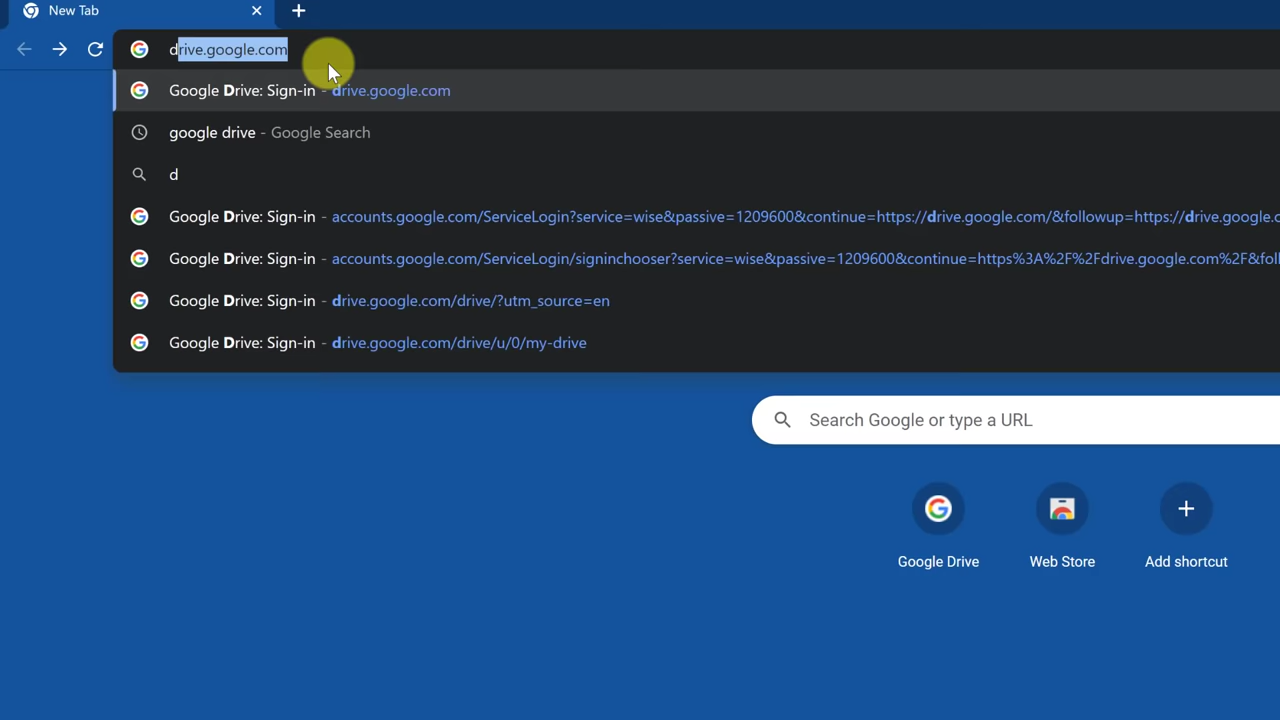 New Tab
drive.google.com
Google Drive: Sign-in - drive.google.com
google drive - Google Search
d
Google Drive: Sign-in - accounts.google.com/ServiceLogin?service=wise&passive=1209600&continue=https://drive.google.com/&followup=https://drive.google.c
Google Drive: Sign-in - accounts.google.com/ServiceLogin/signinchooser?service=wise&passive=1209600&continue=https%3A%2F%2Fdrive.google.com%2F&foll
Google Drive: Sign-in - drive.google.com/drive/?utm_source=en
Google Drive: Sign-in - drive.google.com/drive/u/0/my-drive
Search Google or type a URL
Google Drive
Web Store
Add shortcut